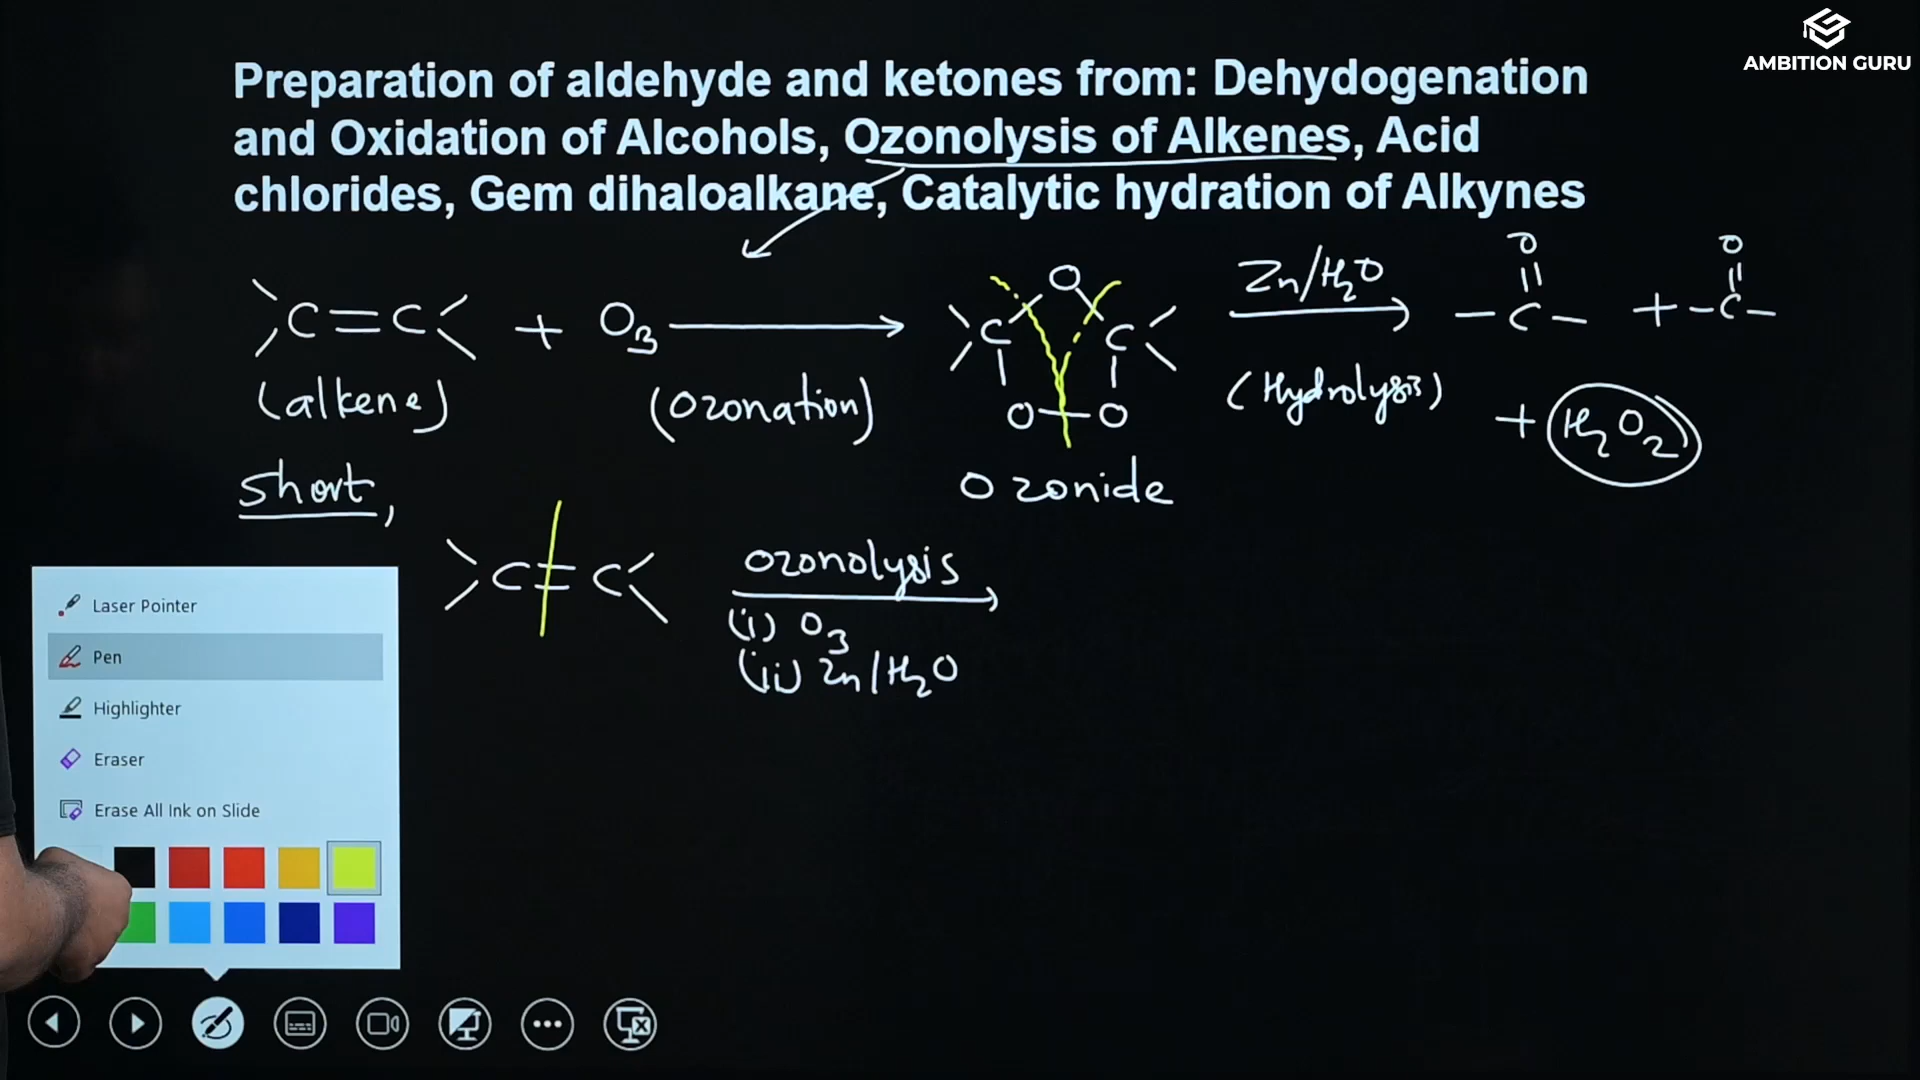 AMBITION GURU
Preparation of aldehyde and ketones from: Dehydogenation
and Oxidation of Alcohols, Ozonolysis of Alkenes, Acid
chlorides, Gem dihaloalkane, Catalytic hydration of Alkynes
C=C + O3 → C O C O O Zn/H2O → O=C + O=C
(alkene) (Ozonation) (Hydrolysis) + H2O2
Ozonide
short,
C=C ozonolysis →
(i) O3
(ii) Zn/H2O
Laser Pointer
Pen
Highlighter
Eraser
Erase All Ink on Slide